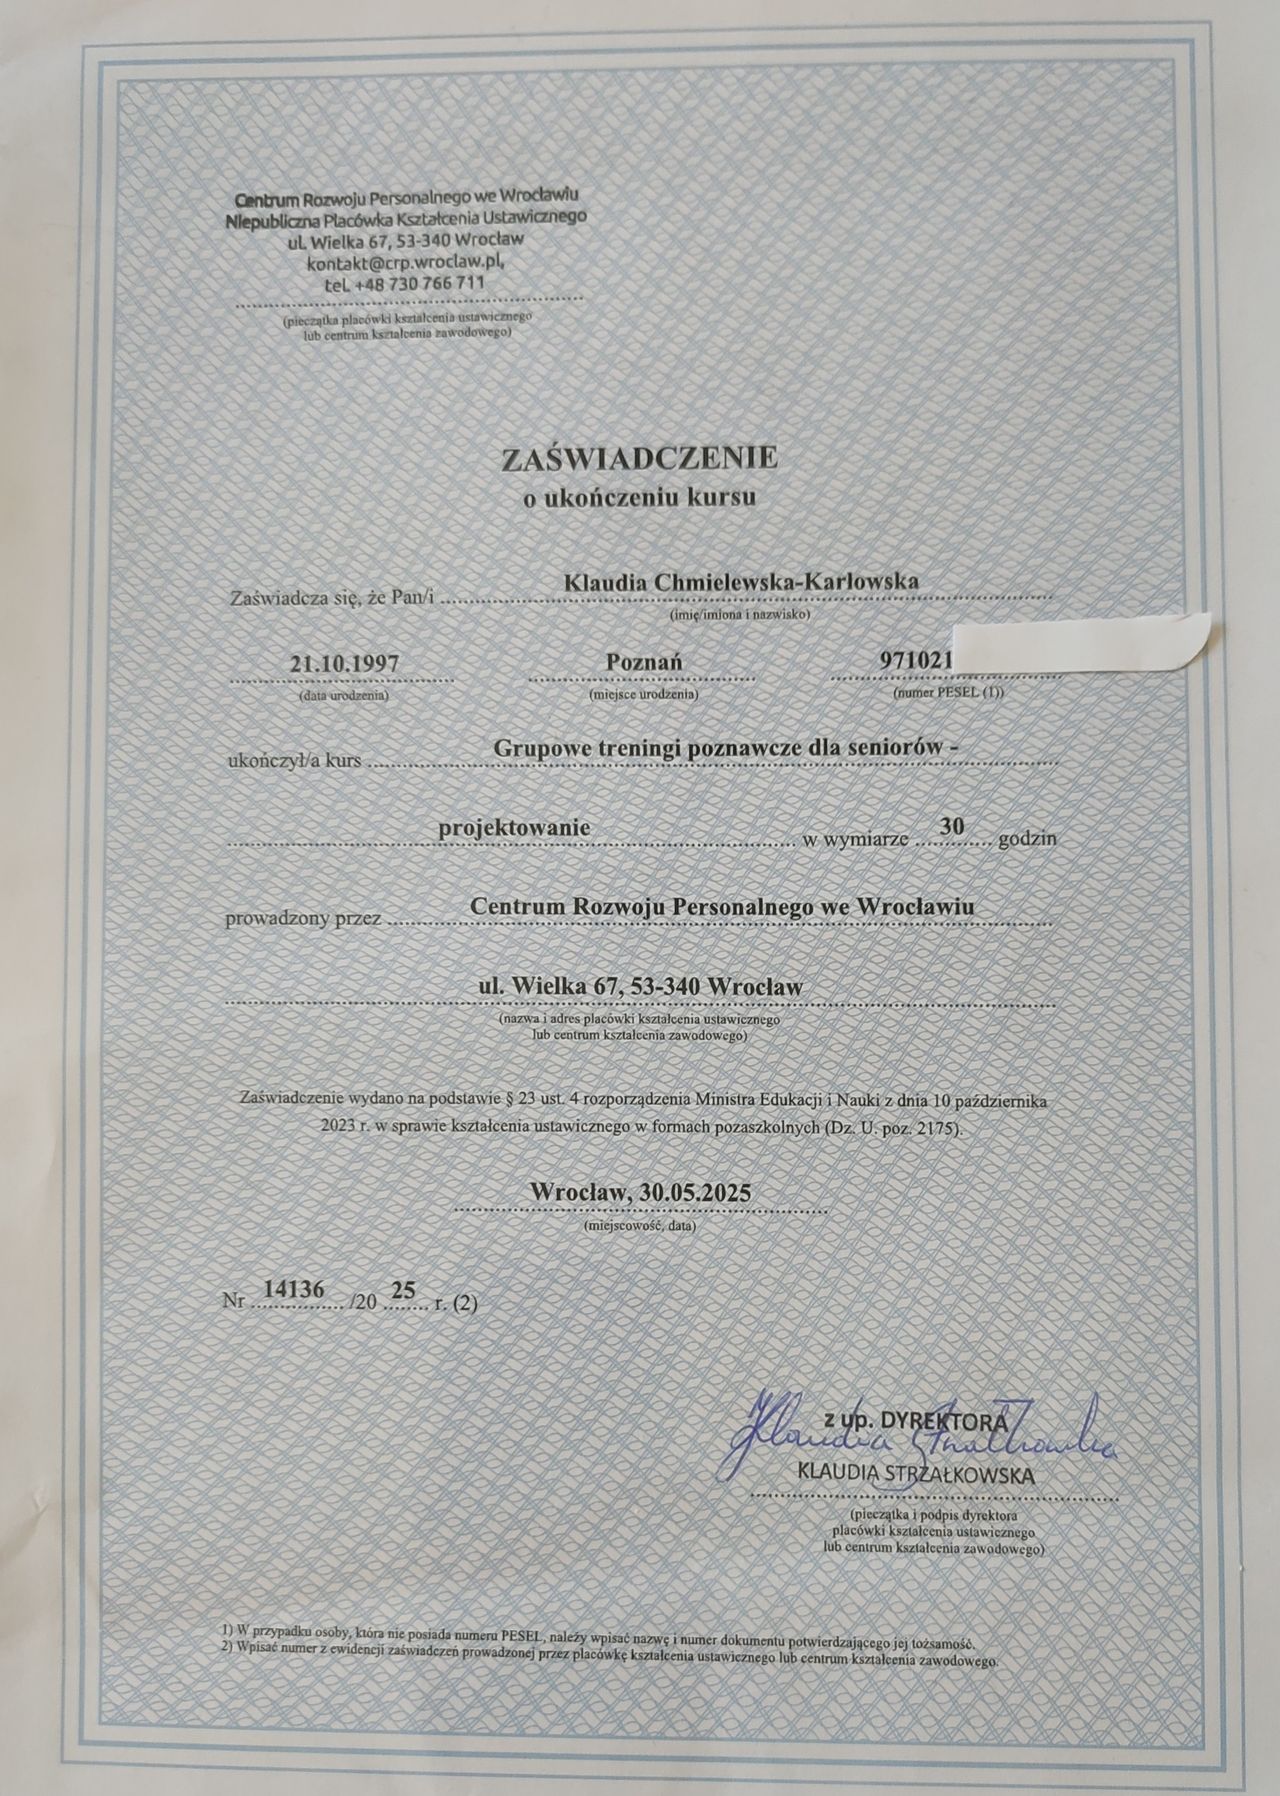 Centrum Rozwoju Personalnego we Wrocławiu
Niepubliczna Placówka Kształcenia Ustawicznego
ul. Wielka 67, 53-340 Wrocław
kontakt@crp.wroclaw.pl,
tel. +48 730 766 711
(pieczątka placówki kształcenia ustawicznego
lub centrum kształcenia zawodowego)
ZAŚWIADCZENIE
o ukończeniu kursu
Zaświadcza się, że Pan/i Klaudia Chmielewska-Karłowska
(imię/imiona i nazwisko)
21.10.1997 Poznań 971021
(data urodzenia) (miejsce urodzenia) (numer PESEL (1))
ukończył/a kurs Grupowe treningi poznawcze dla seniorów -
projektowanie w wymiarze 30 godzin
prowadzony przez Centrum Rozwoju Personalnego we Wrocławiu
ul. Wielka 67, 53-340 Wrocław
(nazwa i adres placówki kształcenia ustawicznego
lub centrum kształcenia zawodowego)
Zaświadczenie wydano na podstawie § 23 ust. 4 rozporządzenia Ministra Edukacji i Nauki z dnia 10 października
2023 r. w sprawie kształcenia ustawicznego w formach pozaszkolnych (Dz. U. poz. 2175).
Wrocław, 30.05.2025
(miejscowość, data)
Nr 14136 /20 25 r. (2)
z up. DYREKTORA
Klaudia Strzałkowska
KLAUDIA STRZAŁKOWSKA
(pieczątka i podpis dyrektora
placówki kształcenia ustawicznego
lub centrum kształcenia zawodowego)
1) W przypadku osoby, która nie posiada numeru PESEL, należy wpisać nazwę i numer dokumentu potwierdzającego jej tożsamość.
2) Wpisać numer z ewidencji zaświadczeń prowadzonej przez placówkę kształcenia ustawicznego lub centrum kształcenia zawodowego.